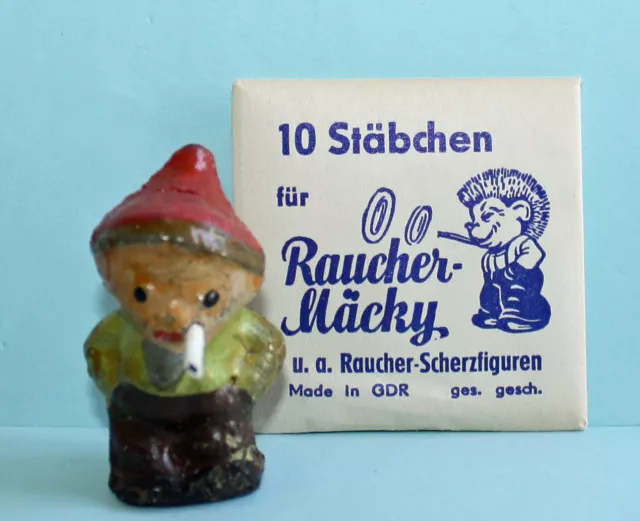 10 Stäbchen
für
Raucher-
Mäcky
u. a. Raucher-Scherzfiguren
Made in GDR ges. gesch.